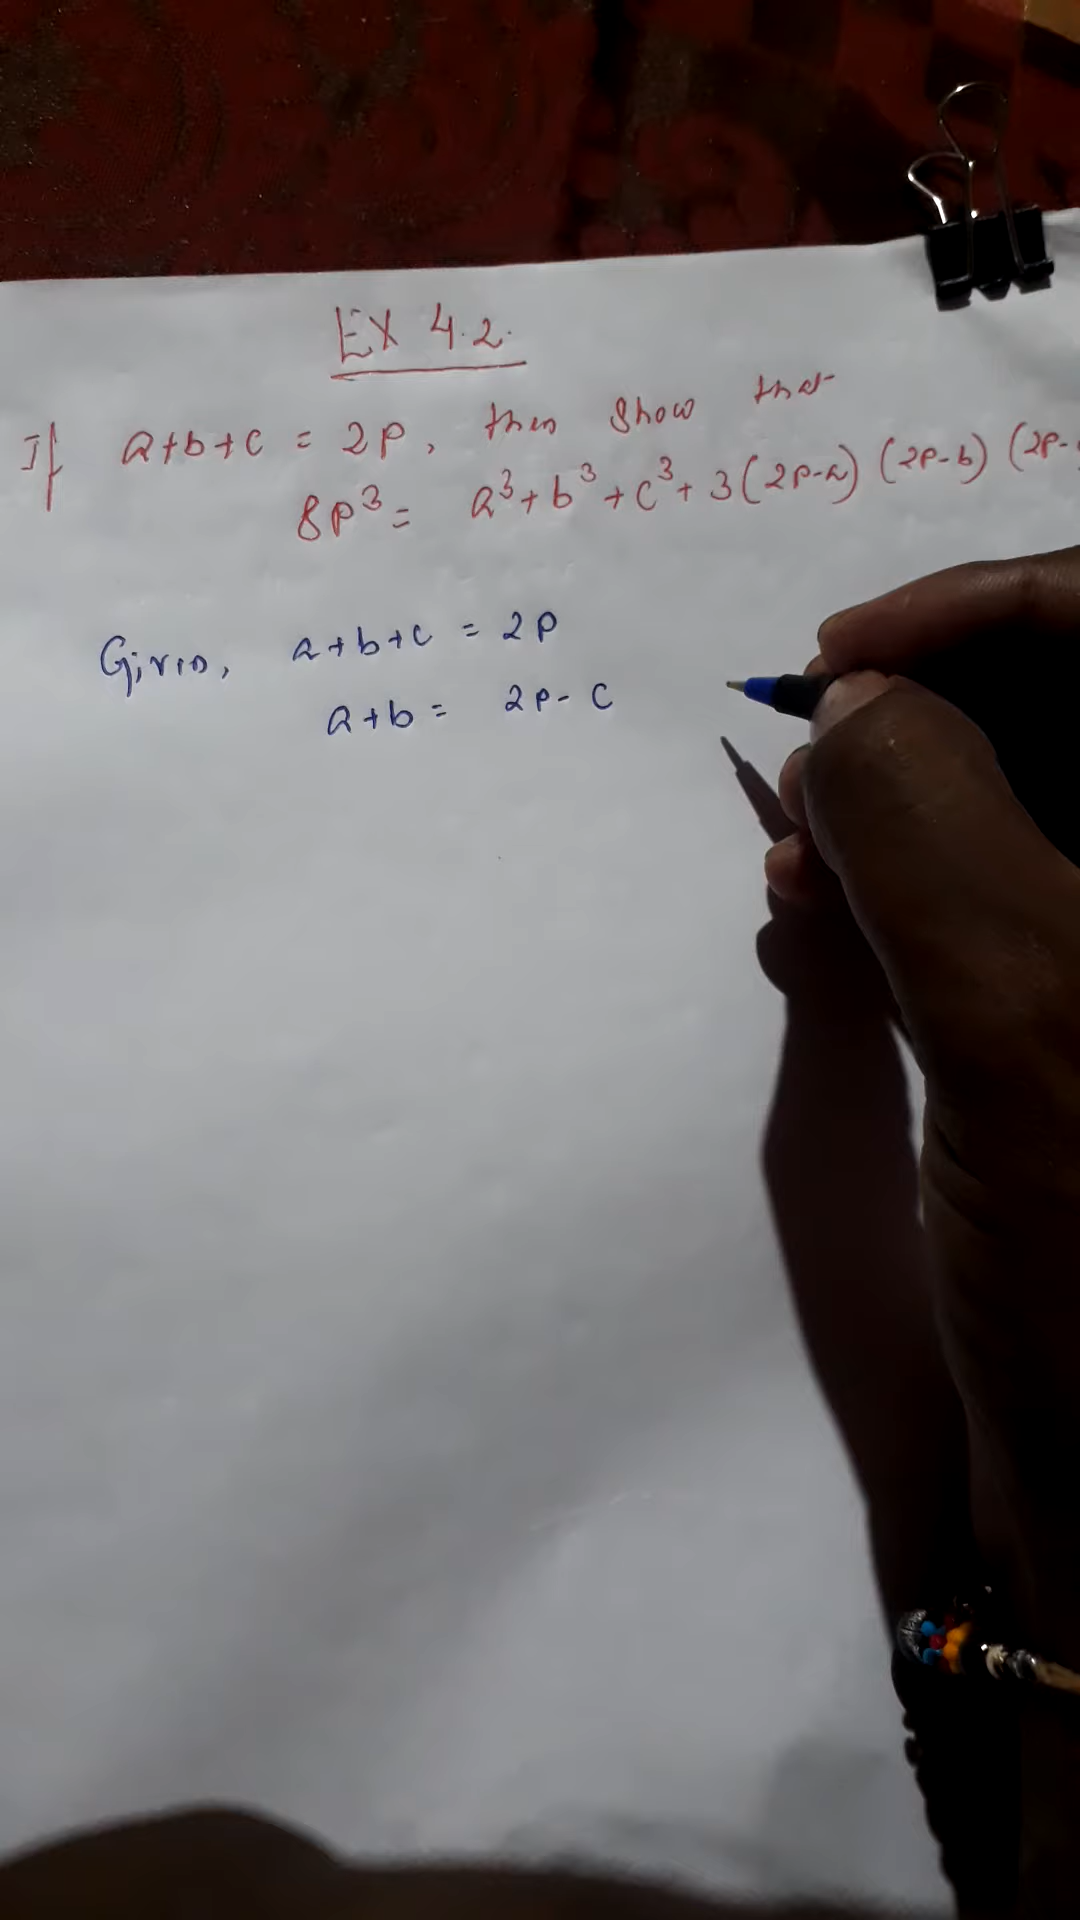 EX 4.2.
If a+b+c = 2p, then show that
8p³ = a³+b³+c³+3(2p-a)(2p-b)(2p-
Given, a+b+c = 2p
a+b = 2p-c